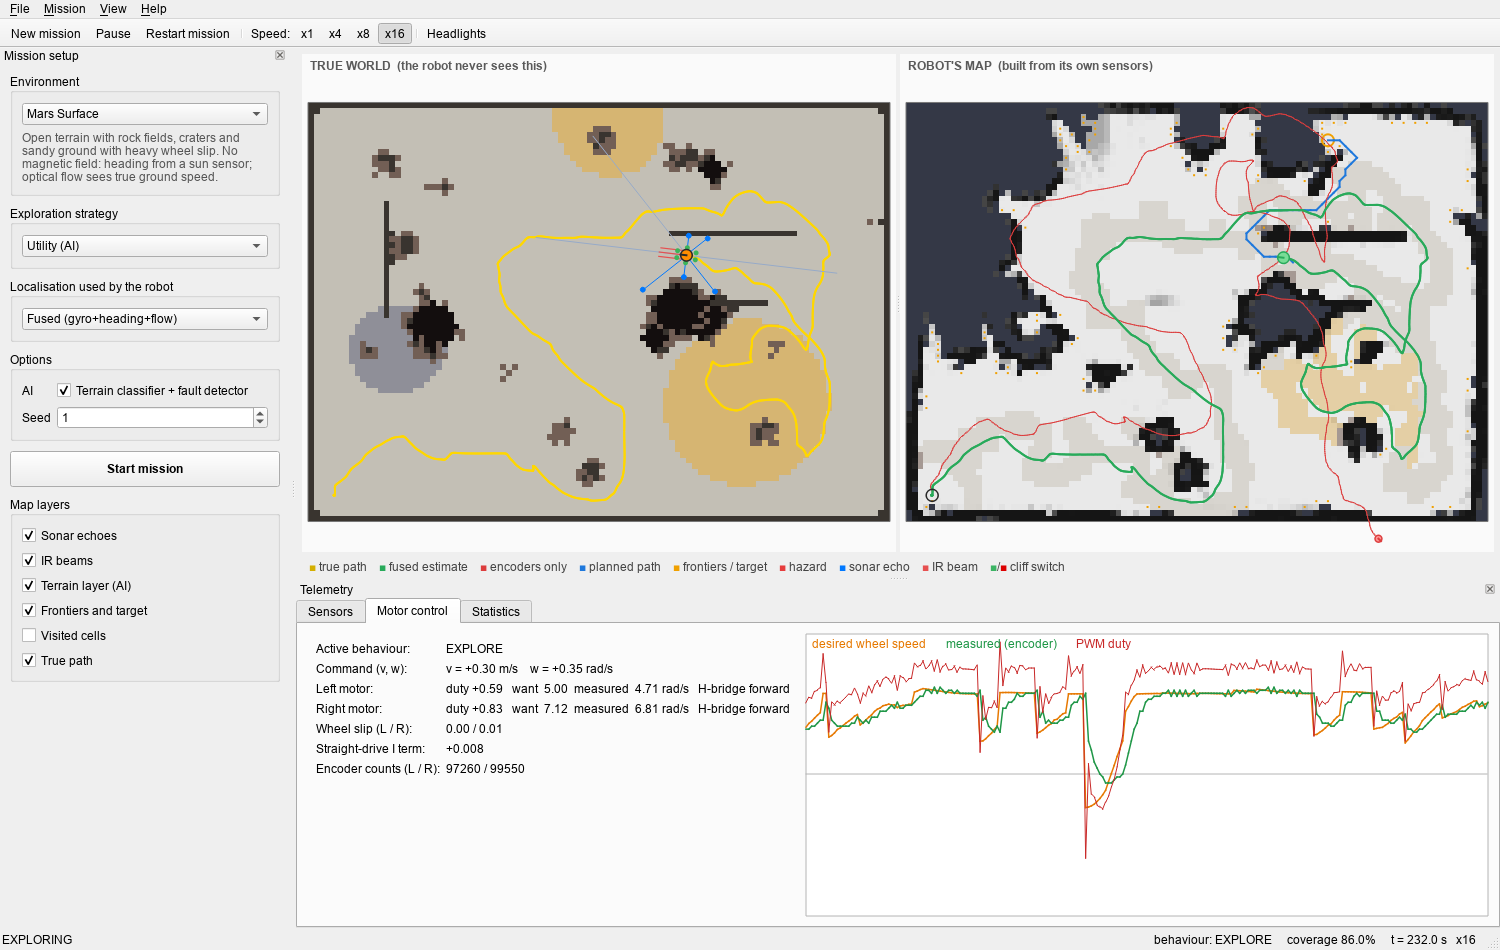 File Mission View Help
New mission Pause Restart mission Speed: x1 x4 x8 x16 Headlights
Mission setup
Environment
Mars Surface
Open terrain with rock fields, craters and
sandy ground with heavy wheel slip. No
magnetic field: heading from a sun sensor;
optical flow sees true ground speed.
Exploration strategy
Utility (AI)
Localisation used by the robot
Fused (gyro+heading+flow)
Options
AI Terrain classifier + fault detector
Seed 1
Start mission
Map layers
Sonar echoes
IR beams
Terrain layer (AI)
Frontiers and target
Visited cells
True path
TRUE WORLD (the robot never sees this)
ROBOT'S MAP (built from its own sensors)
true path fused estimate encoders only planned path frontiers / target hazard sonar echo IR beam / cliff switch
Telemetry
Sensors Motor control Statistics
Active behaviour: EXPLORE
Command (v, w): v = +0.30 m/s w = +0.35 rad/s
Left motor: duty +0.59 want 5.00 measured 4.71 rad/s H-bridge forward
Right motor: duty +0.83 want 7.12 measured 6.81 rad/s H-bridge forward
Wheel slip (L / R): 0.00 / 0.01
Straight-drive I term: +0.008
Encoder counts (L / R): 97260 / 99550
desired wheel speed measured (encoder) PWM duty
EXPLORING
behaviour: EXPLORE coverage 86.0% t = 232.0 s x16